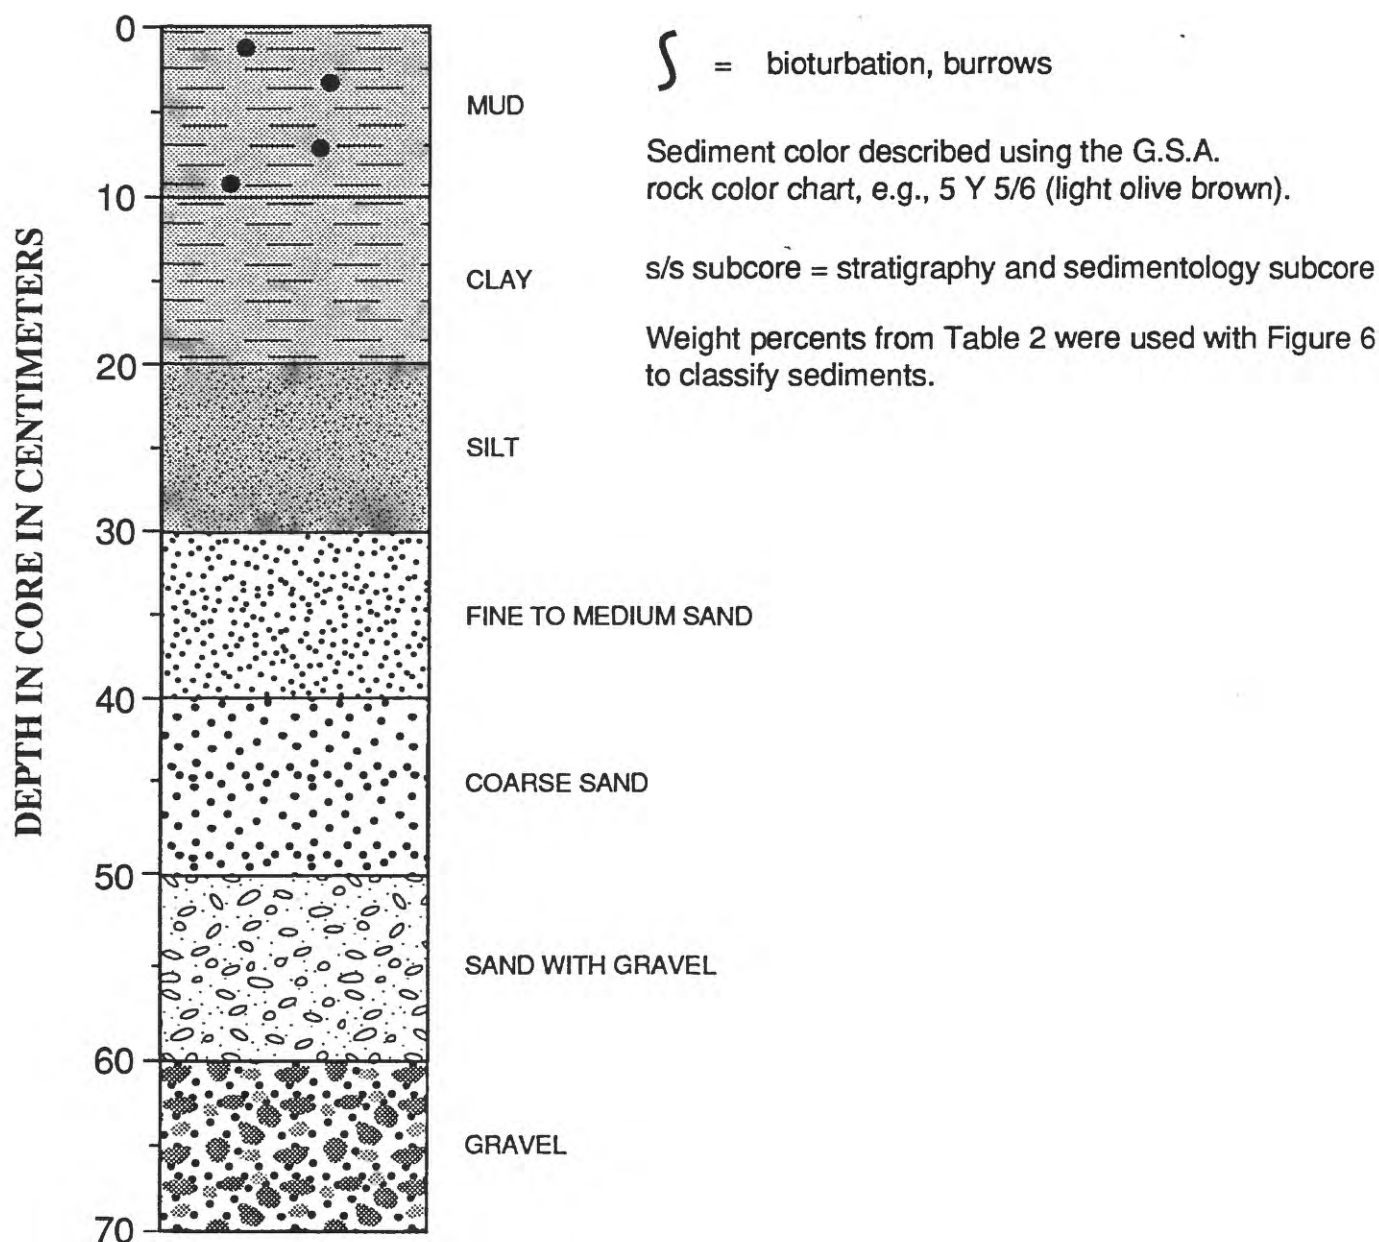 DEPTH IN CORE IN CENTIMETERS
0
10
20
30
40
50
60
70
MUD
CLAY
SILT
FINE TO MEDIUM SAND
COARSE SAND
SAND WITH GRAVEL
GRAVEL
= bioturbation, burrows
Sediment color described using the G.S.A.
rock color chart, e.g., 5 Y 5/6 (light olive brown).
s/s subcore = stratigraphy and sedimentology subcore
Weight percents from Table 2 were used with Figure 6
to classify sediments.